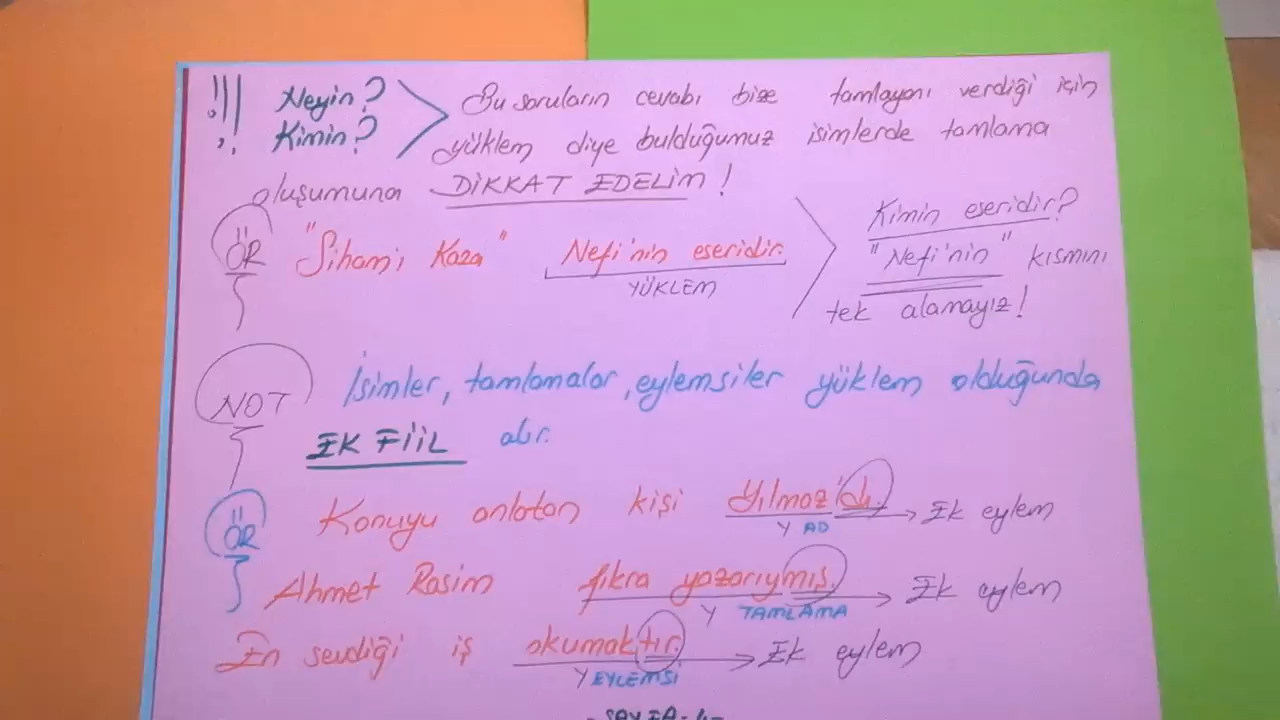 !!! Neyin? Bu soruların cevabı bize tamlayanı verdiği için
Kimin? yüklem diye bulduğumuz isimlerde tamlama
oluşumuna DİKKAT EDELİM!
ÖR "Siham-ı Kaza" Nefi'nin eseridir.
YÜKLEM
Kimin eseridir?
"Nefi'nin" kısmını
tek alamayız!
NOT İsimler, tamlamalar, eylemsiler yüklem olduğunda
EK FİİL alır.
ÖR Konuyu anlatan kişi Yılmaz'dı. → Ek eylem
Y AD
Ahmet Rasim fıkra yazarıymış. → Ek eylem
Y TAMLAMA
En sevdiği iş okumaktır. → Ek eylem
Y EYLEMSİ